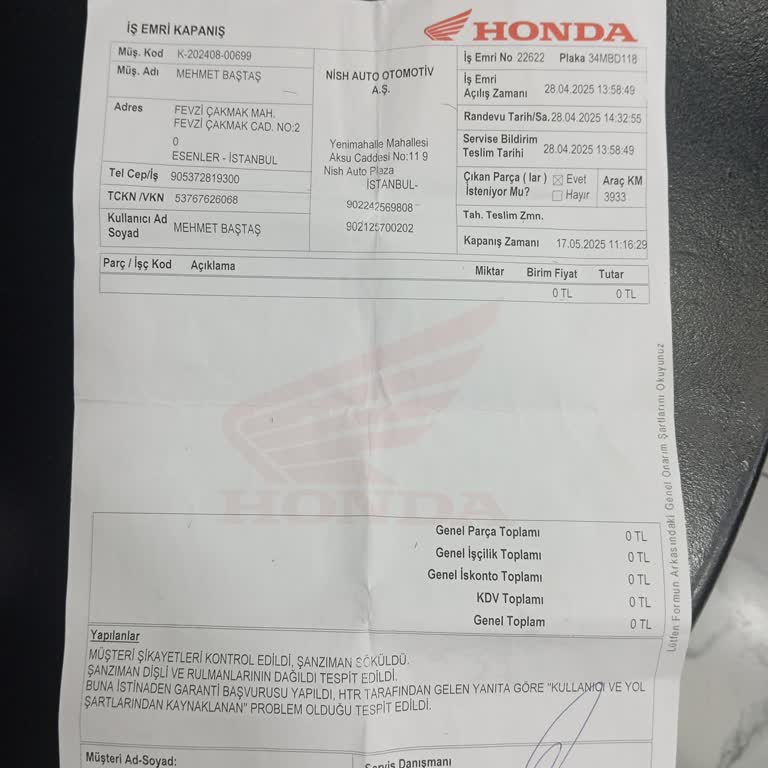 İŞ EMRİ KAPANIŞ
HONDA
Müş. Kod K-202408-00699
Müş. Adı MEHMET BAŞTAŞ
Adres FEVZİ ÇAKMAK MAH.
FEVZİ ÇAKMAK CAD. NO:2
0
ESENLER - İSTANBUL
Tel Cep/İş 905372819300
TCKN /VKN 53767626068
Kullanıcı Ad
Soyad MEHMET BAŞTAŞ
NISH AUTO OTOMOTİV
A.Ş.
Yenimahalle Mahallesi
Aksu Caddesi No:11 9
Nish Auto Plaza
İSTANBUL-
902242569808
902125700202
İş Emri No 22622 Plaka 34MBD118
İş Emri
Açılış Zamanı 28.04.2025 13:58:49
Randevu Tarih/Sa. 28.04.2025 14:32:55
Servise Bildirim
Teslim Tarihi 28.04.2025 13:58:49
Çıkan Parça ( lar )
İsteniyor Mu?
Evet
Hayır
Araç KM
3933
Tah. Teslim Zmn.
Kapanış Zamanı 17.05.2025 11:16:29
Parç / İşç Kod Açıklama Miktar Birim Fiyat Tutar
0 TL 0 TL
HONDA
Genel Parça Toplamı 0 TL
Genel İşçilik Toplamı 0 TL
Genel İskonto Toplamı 0 TL
KDV Toplamı 0 TL
Genel Toplam 0 TL
Lütfen Formun Arkasındaki Genel Onarım Şartlarını Okuyunuz
Yapılanlar
MÜŞTERİ ŞİKAYETLERİ KONTROL EDİLDİ, ŞANZIMAN SÖKÜLDÜ.
ŞANZIMAN DİŞLİ VE RULMANLARININ DAĞILDI TESPİT EDİLDİ.
BUNA İSTİNADEN GARANTİ BAŞVURUSU YAPILDI, HTR TARAFINDAN GELEN YANITA GÖRE "KULLANICI VE YOL
ŞARTLARINDAN KAYNAKLANAN" PROBLEM OLDUĞU TESPİT EDİLDİ.
Müşteri Ad-Soyad:
Servis Danışmanı